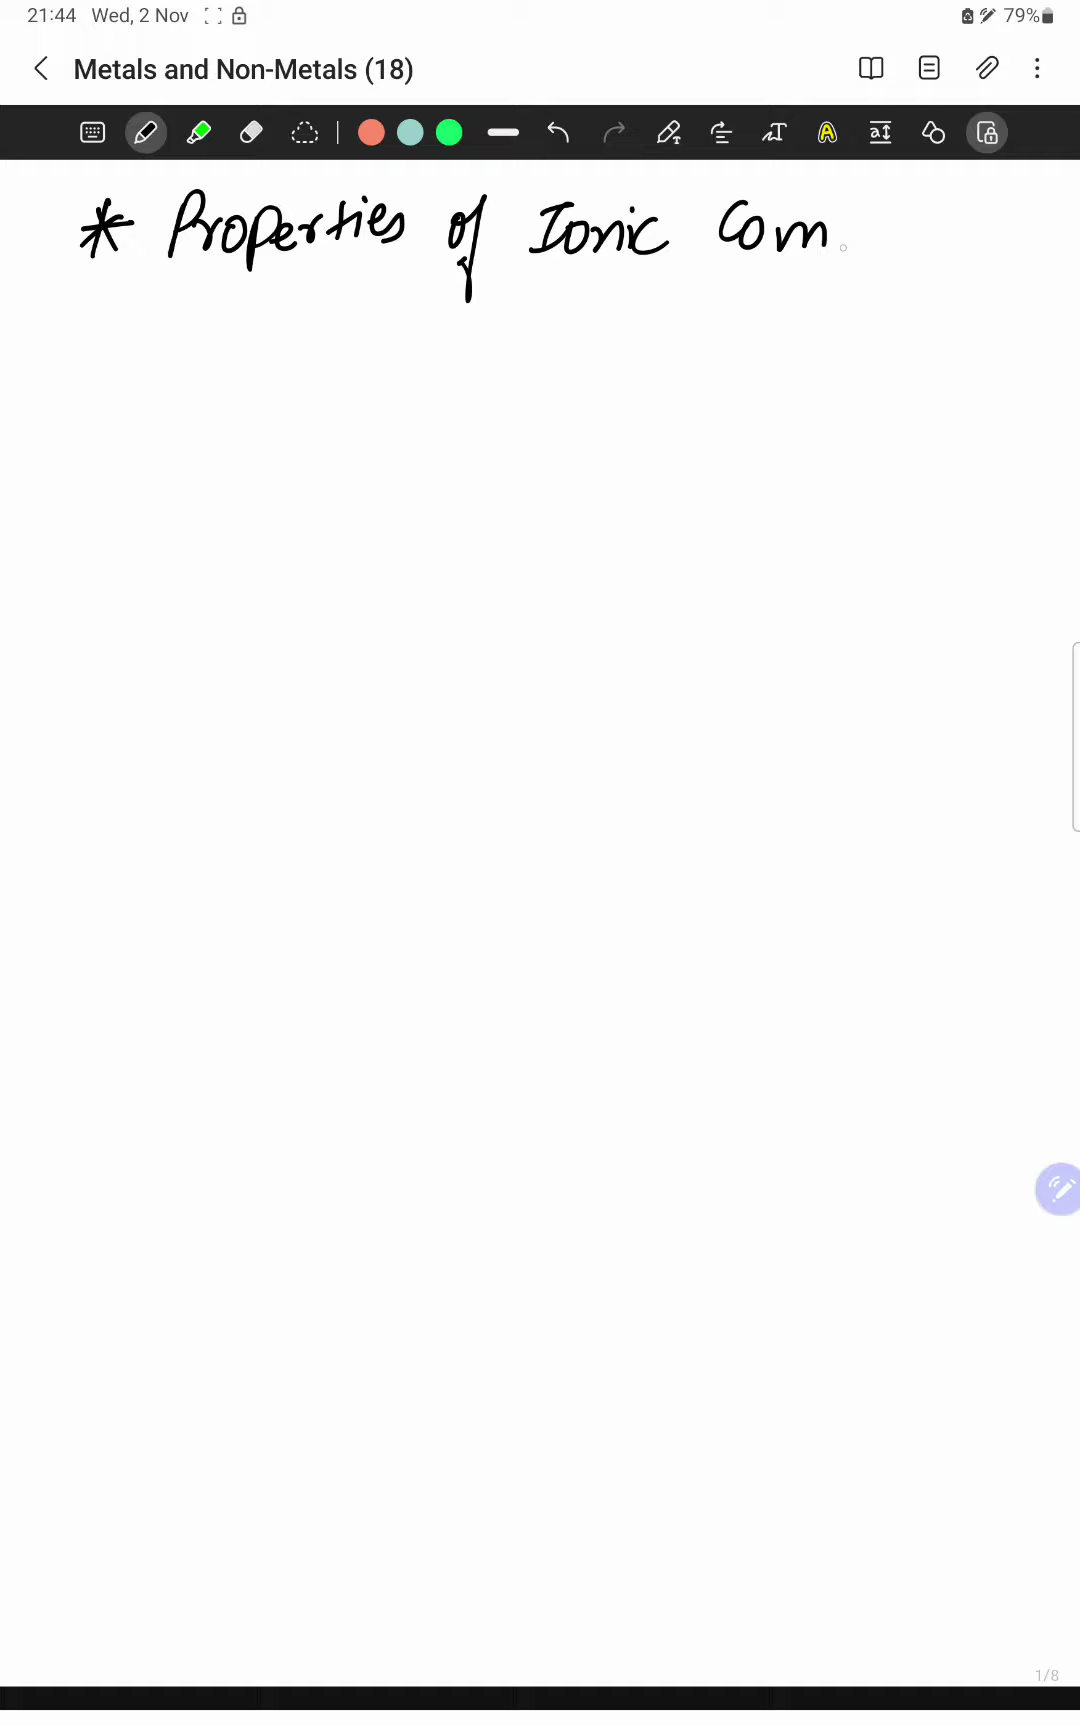 21:44 Wed, 2 Nov 79%
Metals and Non-Metals (18)
* Properties of Ionic Com
1/8